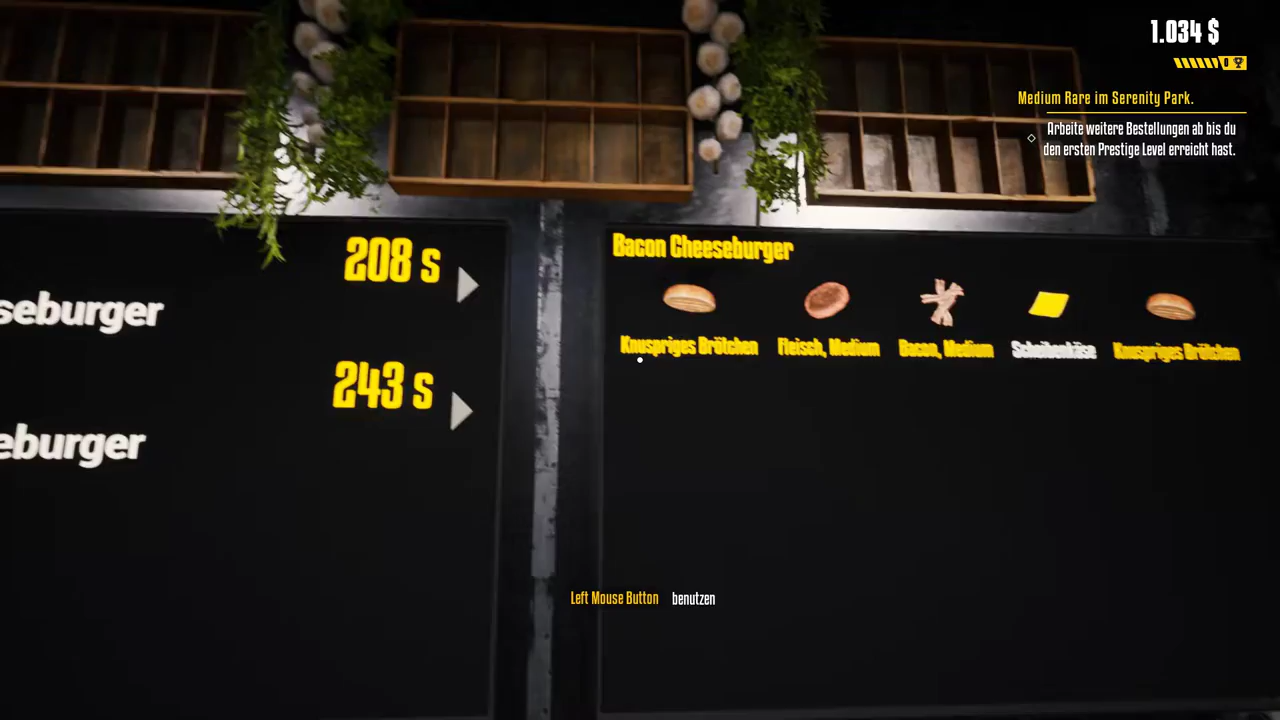 1.034 $
0
Medium Rare im Serenity Park.
Arbeite weitere Bestellungen ab bis du
den ersten Prestige Level erreicht hast.
208 s
seburger
243 s
eburger
Bacon Cheeseburger
Knuspriges Brötchen
Fleisch, Medium
Bacon, Medium
Scheibenkäse
Knuspriges Brötchen
Left Mouse Button benutzen